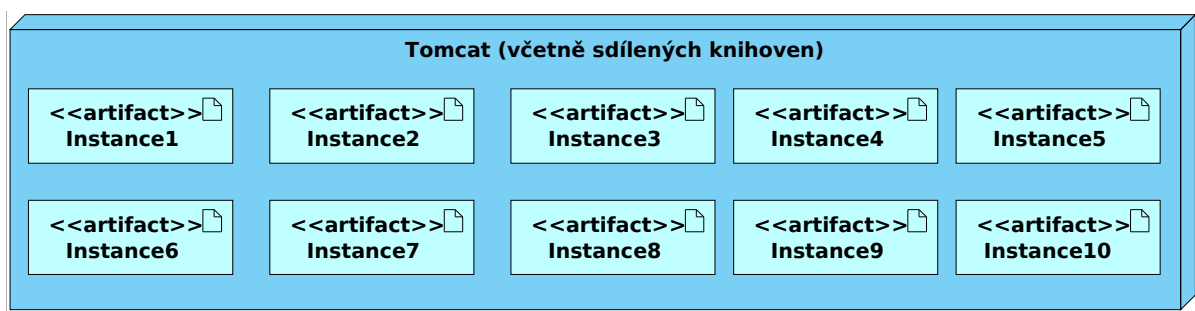 Tomcat (včetně sdílených knihoven)
<<artifact>>
Instance1
<<artifact>>
Instance2
<<artifact>>
Instance3
<<artifact>>
Instance4
<<artifact>>
Instance5
<<artifact>>
Instance6
<<artifact>>
Instance7
<<artifact>>
Instance8
<<artifact>>
Instance9
<<artifact>>
Instance10